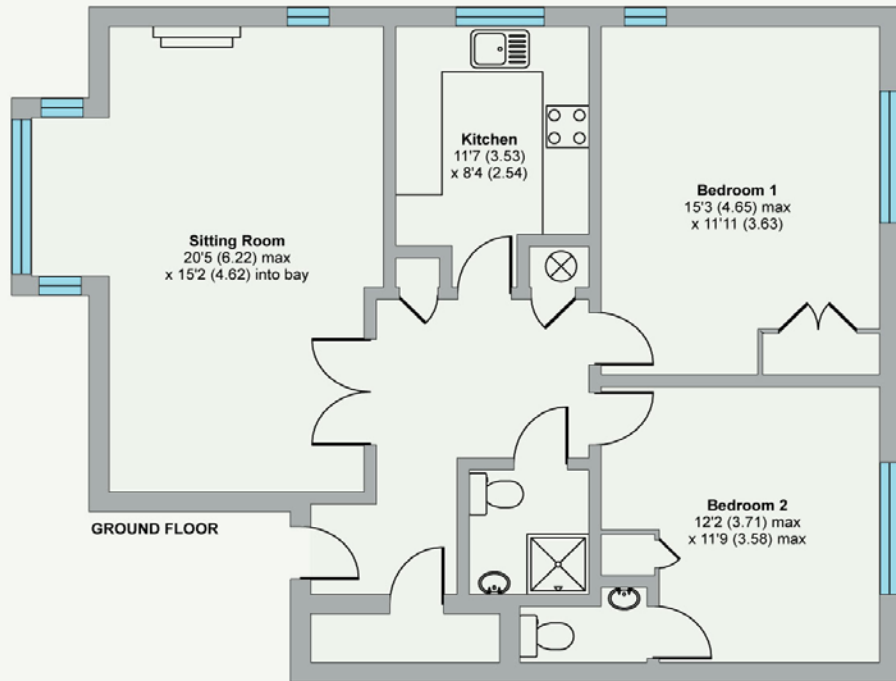 Kitchen
11'7 (3.53)
x 8'4 (2.54)
Bedroom 1
15'3 (4.65) max
x 11'11 (3.63)
Sitting Room
20'5 (6.22) max
x 15'2 (4.62) into bay
Bedroom 2
12'2 (3.71) max
x 11'9 (3.58) max
GROUND FLOOR